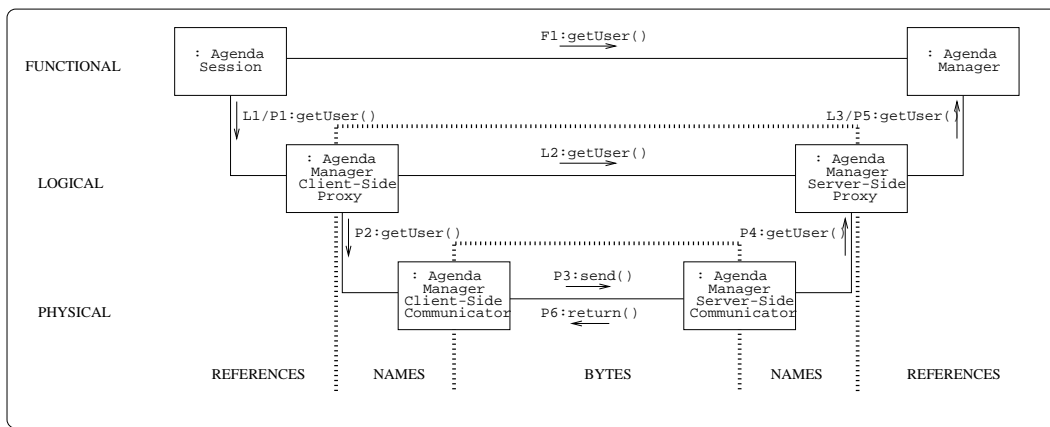 F1:getUser()
FUNCTIONAL
: Agenda
Session
: Agenda
Manager
L1/P1:getUser()
L3/P5:getUser()
L2:getUser()
LOGICAL
: Agenda
Manager
Client-Side
Proxy
: Agenda
Manager
Server-Side
Proxy
P2:getUser()
P4:getUser()
PHYSICAL
: Agenda
Manager
Client-Side
Communicator
P3:send()
P6:return()
: Agenda
Manager
Server-Side
Communicator
REFERENCES NAMES BYTES NAMES REFERENCES